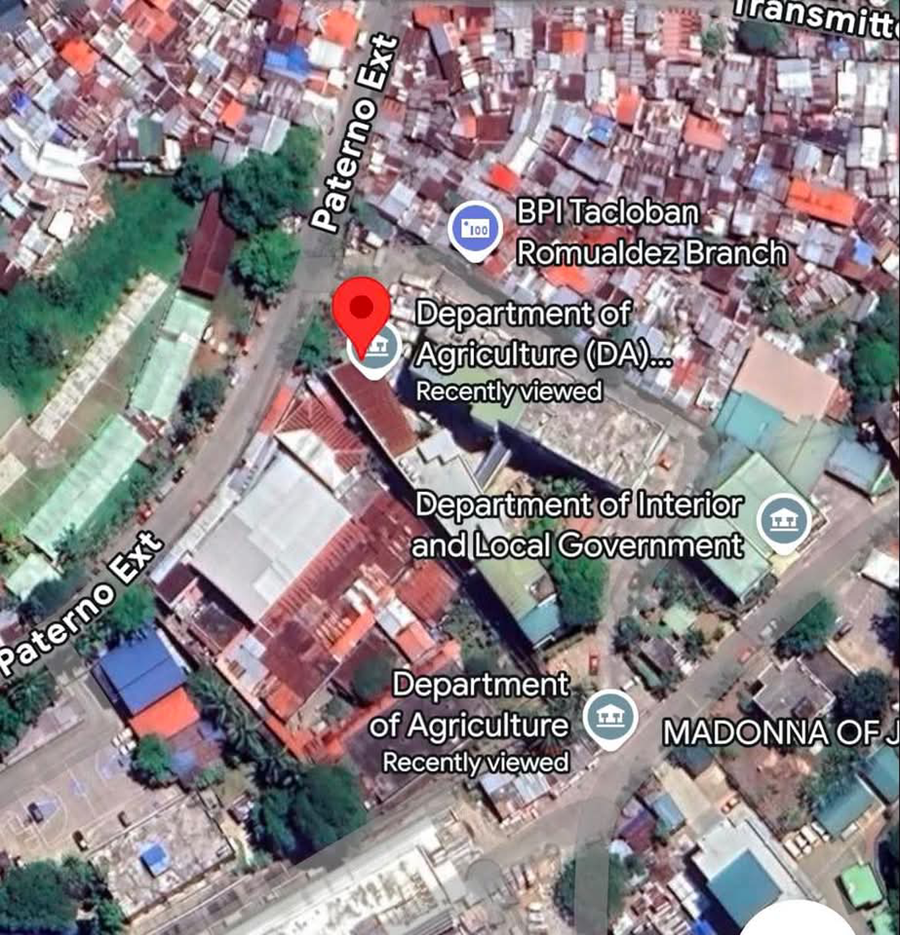 Transmitte
Paterno Ext
BPI Tacloban
Romualdez Branch
100
Department of
Agriculture (DA)...
Recently viewed
Department of Interior
and Local Government
Paterno Ext
Department
of Agriculture
Recently viewed
MADONNA OF J